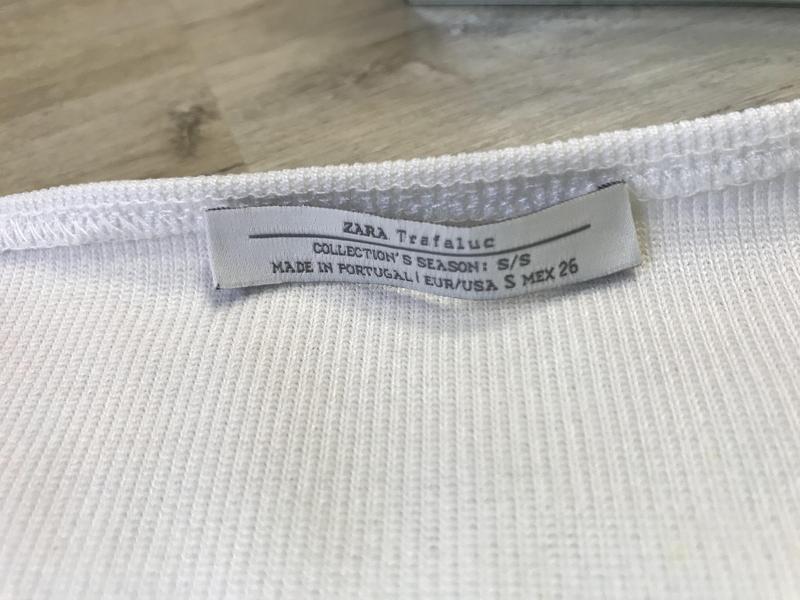 ZARA Trafaluc
COLLECTION'S SEASON: S/S
MADE IN PORTUGAL | EUR/USA S MEX 26